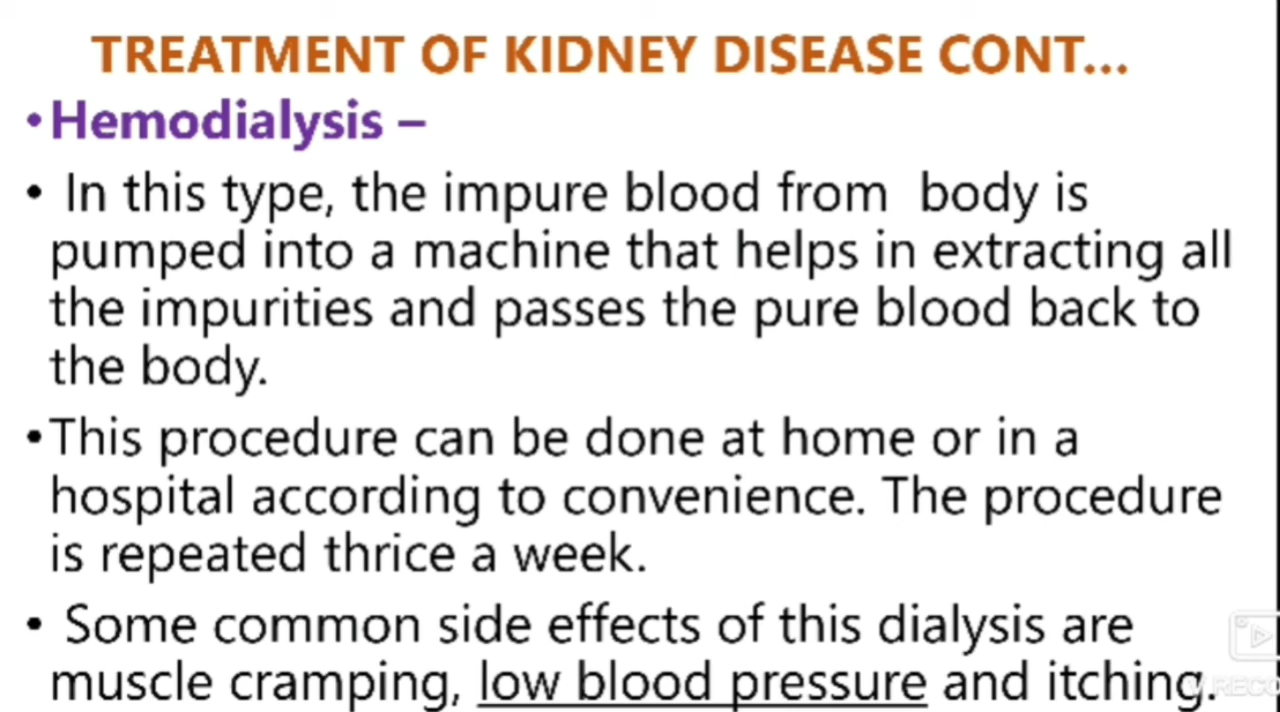 TREATMENT OF KIDNEY DISEASE CONT...
•Hemodialysis –
• In this type, the impure blood from body is
pumped into a machine that helps in extracting all
the impurities and passes the pure blood back to
the body.
•This procedure can be done at home or in a
hospital according to convenience. The procedure
is repeated thrice a week.
• Some common side effects of this dialysis are
muscle cramping, low blood pressure and itching.